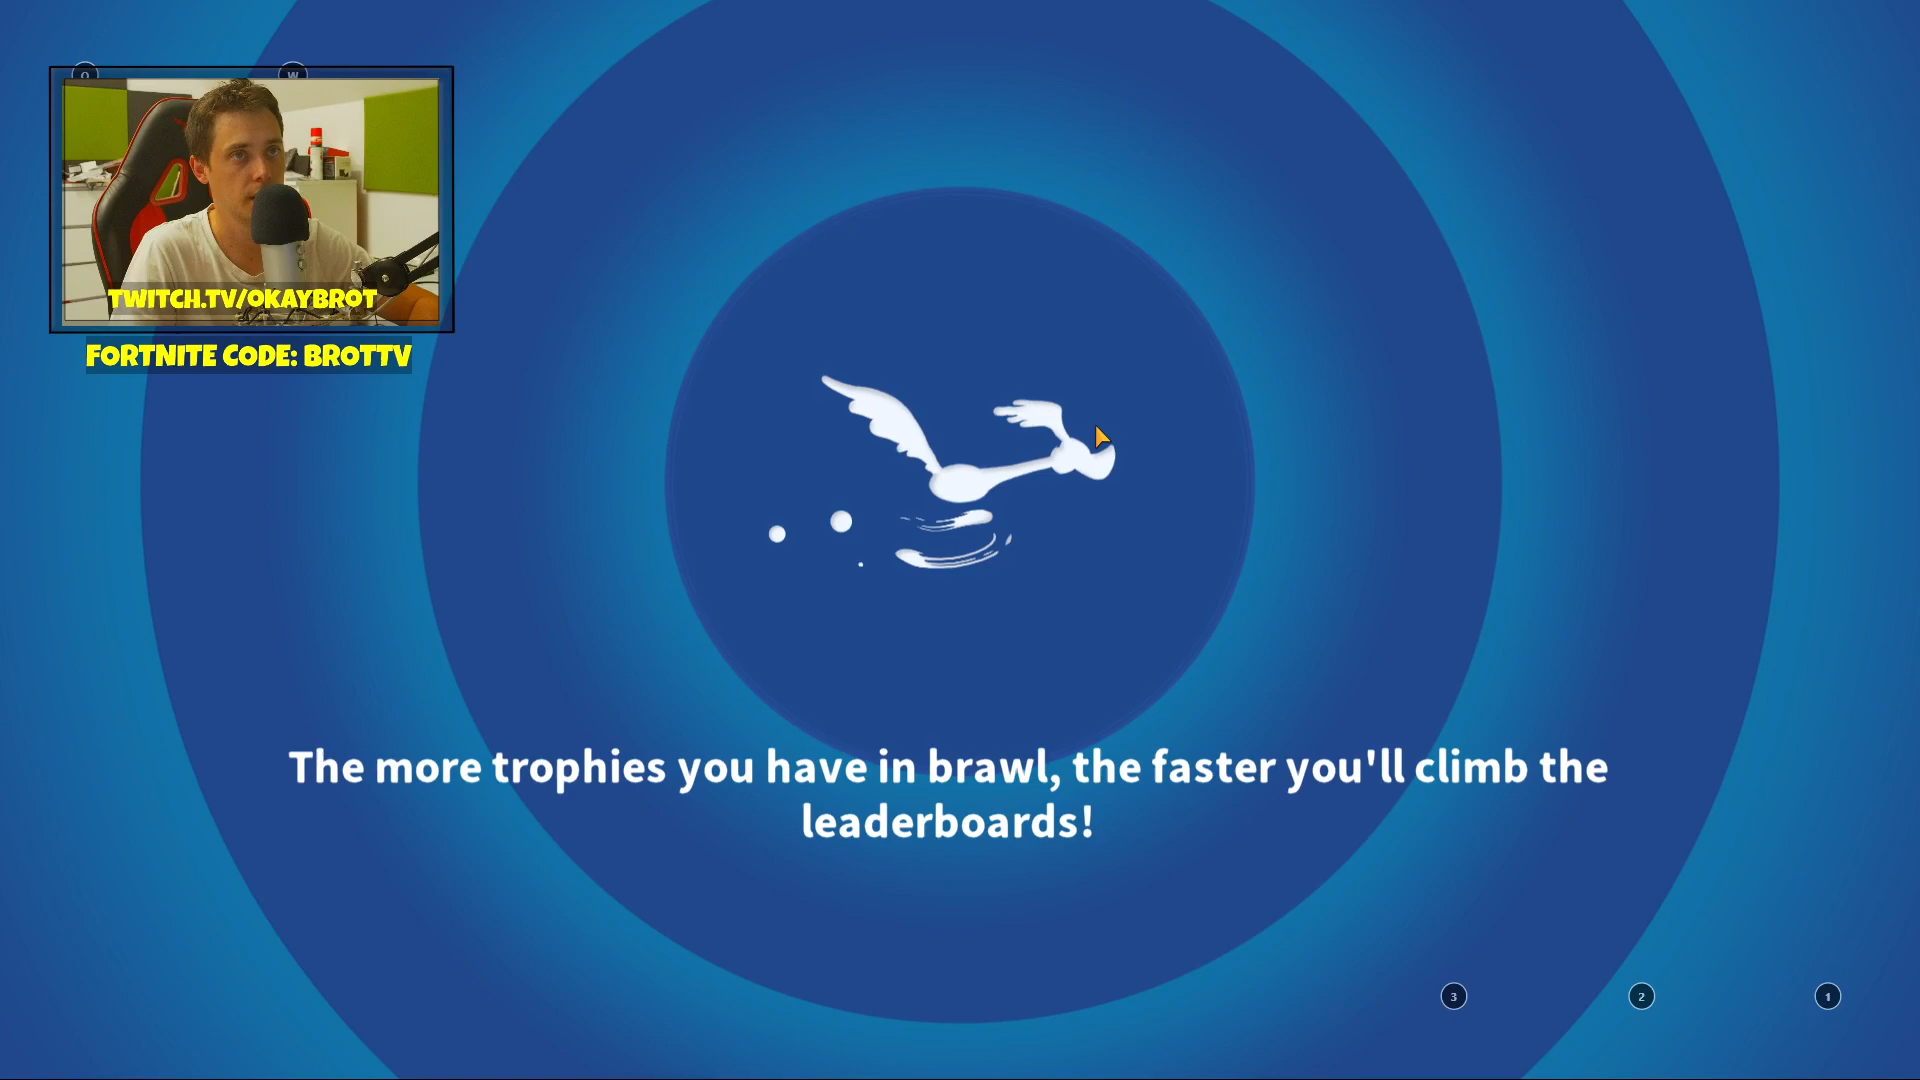 Q
W
TWITCH.TV/OKAYBROT
FORTNITE CODE: BROTTV
The more trophies you have in brawl, the faster you'll climb the
leaderboards!
3
2
1